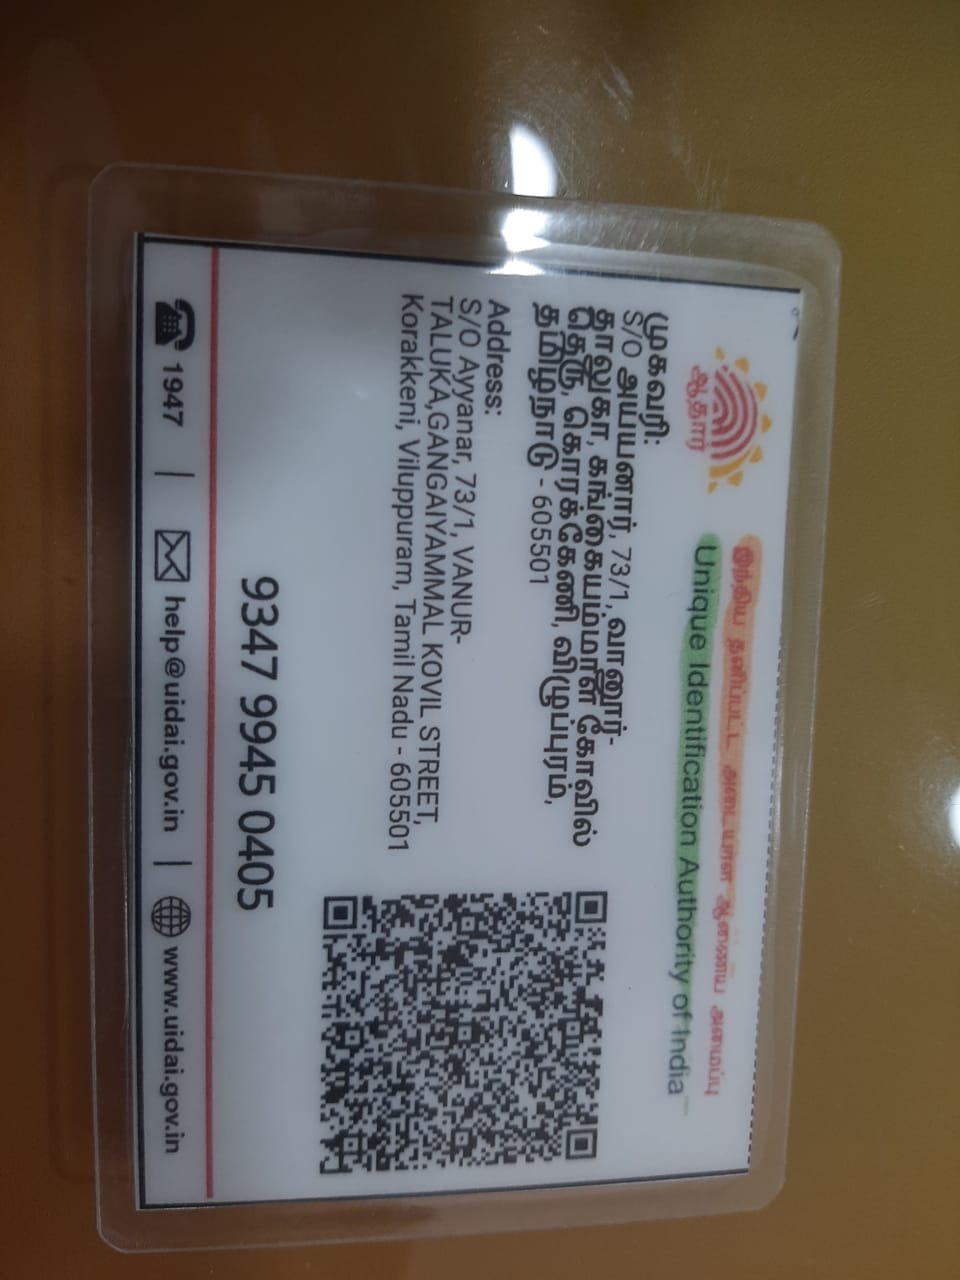 ஆதார்
இந்திய தனிப்பட்ட அடையாள ஆணைய அமைப்பு
Unique Identification Authority of India
முகவரி:
S/O அய்யனார், 73/1, வானூர்-
தாலுகா, கங்கையம்மாள் கோவில்
தெரு, கொரக்கேணி, விழுப்புரம்,
தமிழ்நாடு - 605501
Address:
S/O Ayyanar, 73/1, VANUR-
TALUKA,GANGAIYAMMAL KOVIL STREET,
Korakkeni, Viluppuram, Tamil Nadu - 605501
9347 9945 0405
1947 | help@uidai.gov.in | www.uidai.gov.in